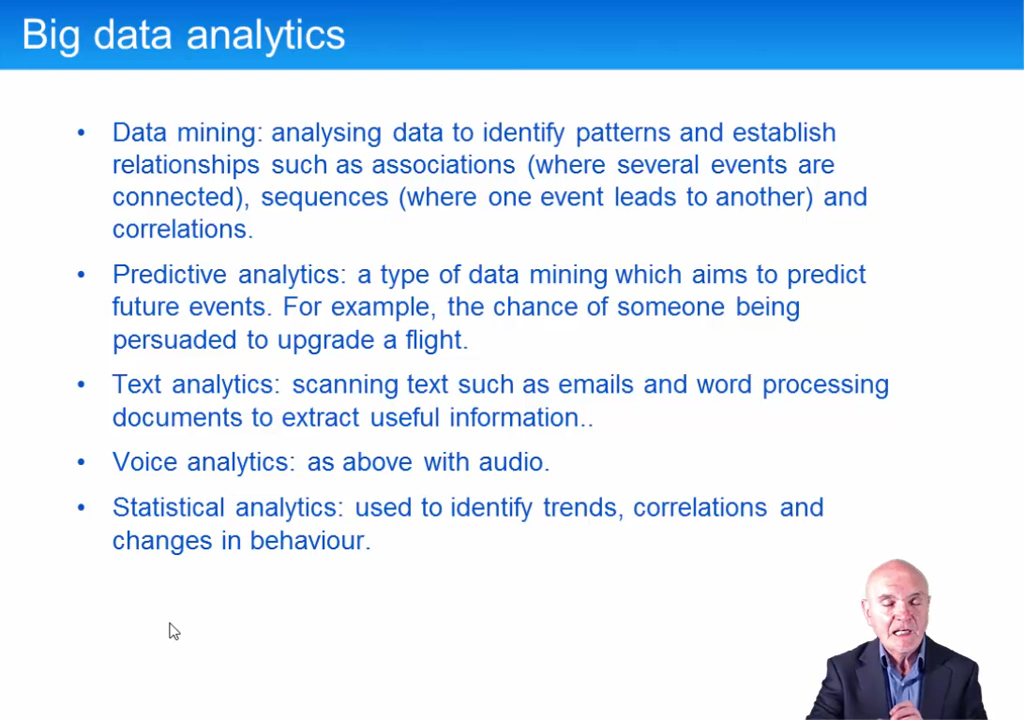 Big data analytics
• Data mining: analysing data to identify patterns and establish
relationships such as associations (where several events are
connected), sequences (where one event leads to another) and
correlations.
• Predictive analytics: a type of data mining which aims to predict
future events. For example, the chance of someone being
persuaded to upgrade a flight.
• Text analytics: scanning text such as emails and word processing
documents to extract useful information..
• Voice analytics: as above with audio.
• Statistical analytics: used to identify trends, correlations and
changes in behaviour.